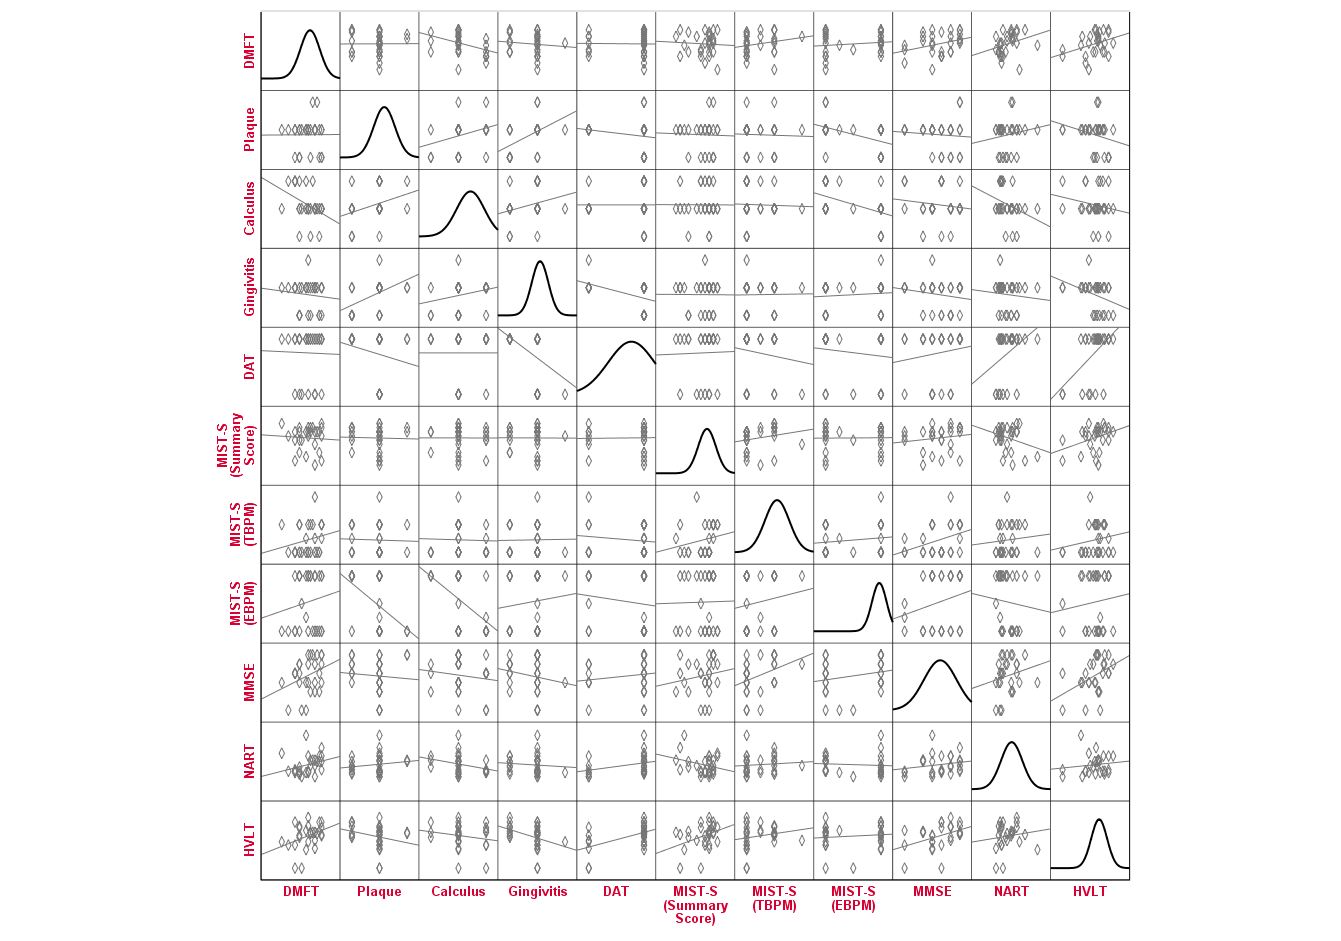 DMFT
Plaque
Calculus
Gingivitis
DAT
MIST-S
(Summary
Score)
MIST-S
(TBPM)
MIST-S
(EBPM)
MMSE
NART
HVLT
DMFT
Plaque
Calculus
Gingivitis
DAT
MIST-S
(Summary
Score)
MIST-S
(TBPM)
MIST-S
(EBPM)
MMSE
NART
HVLT